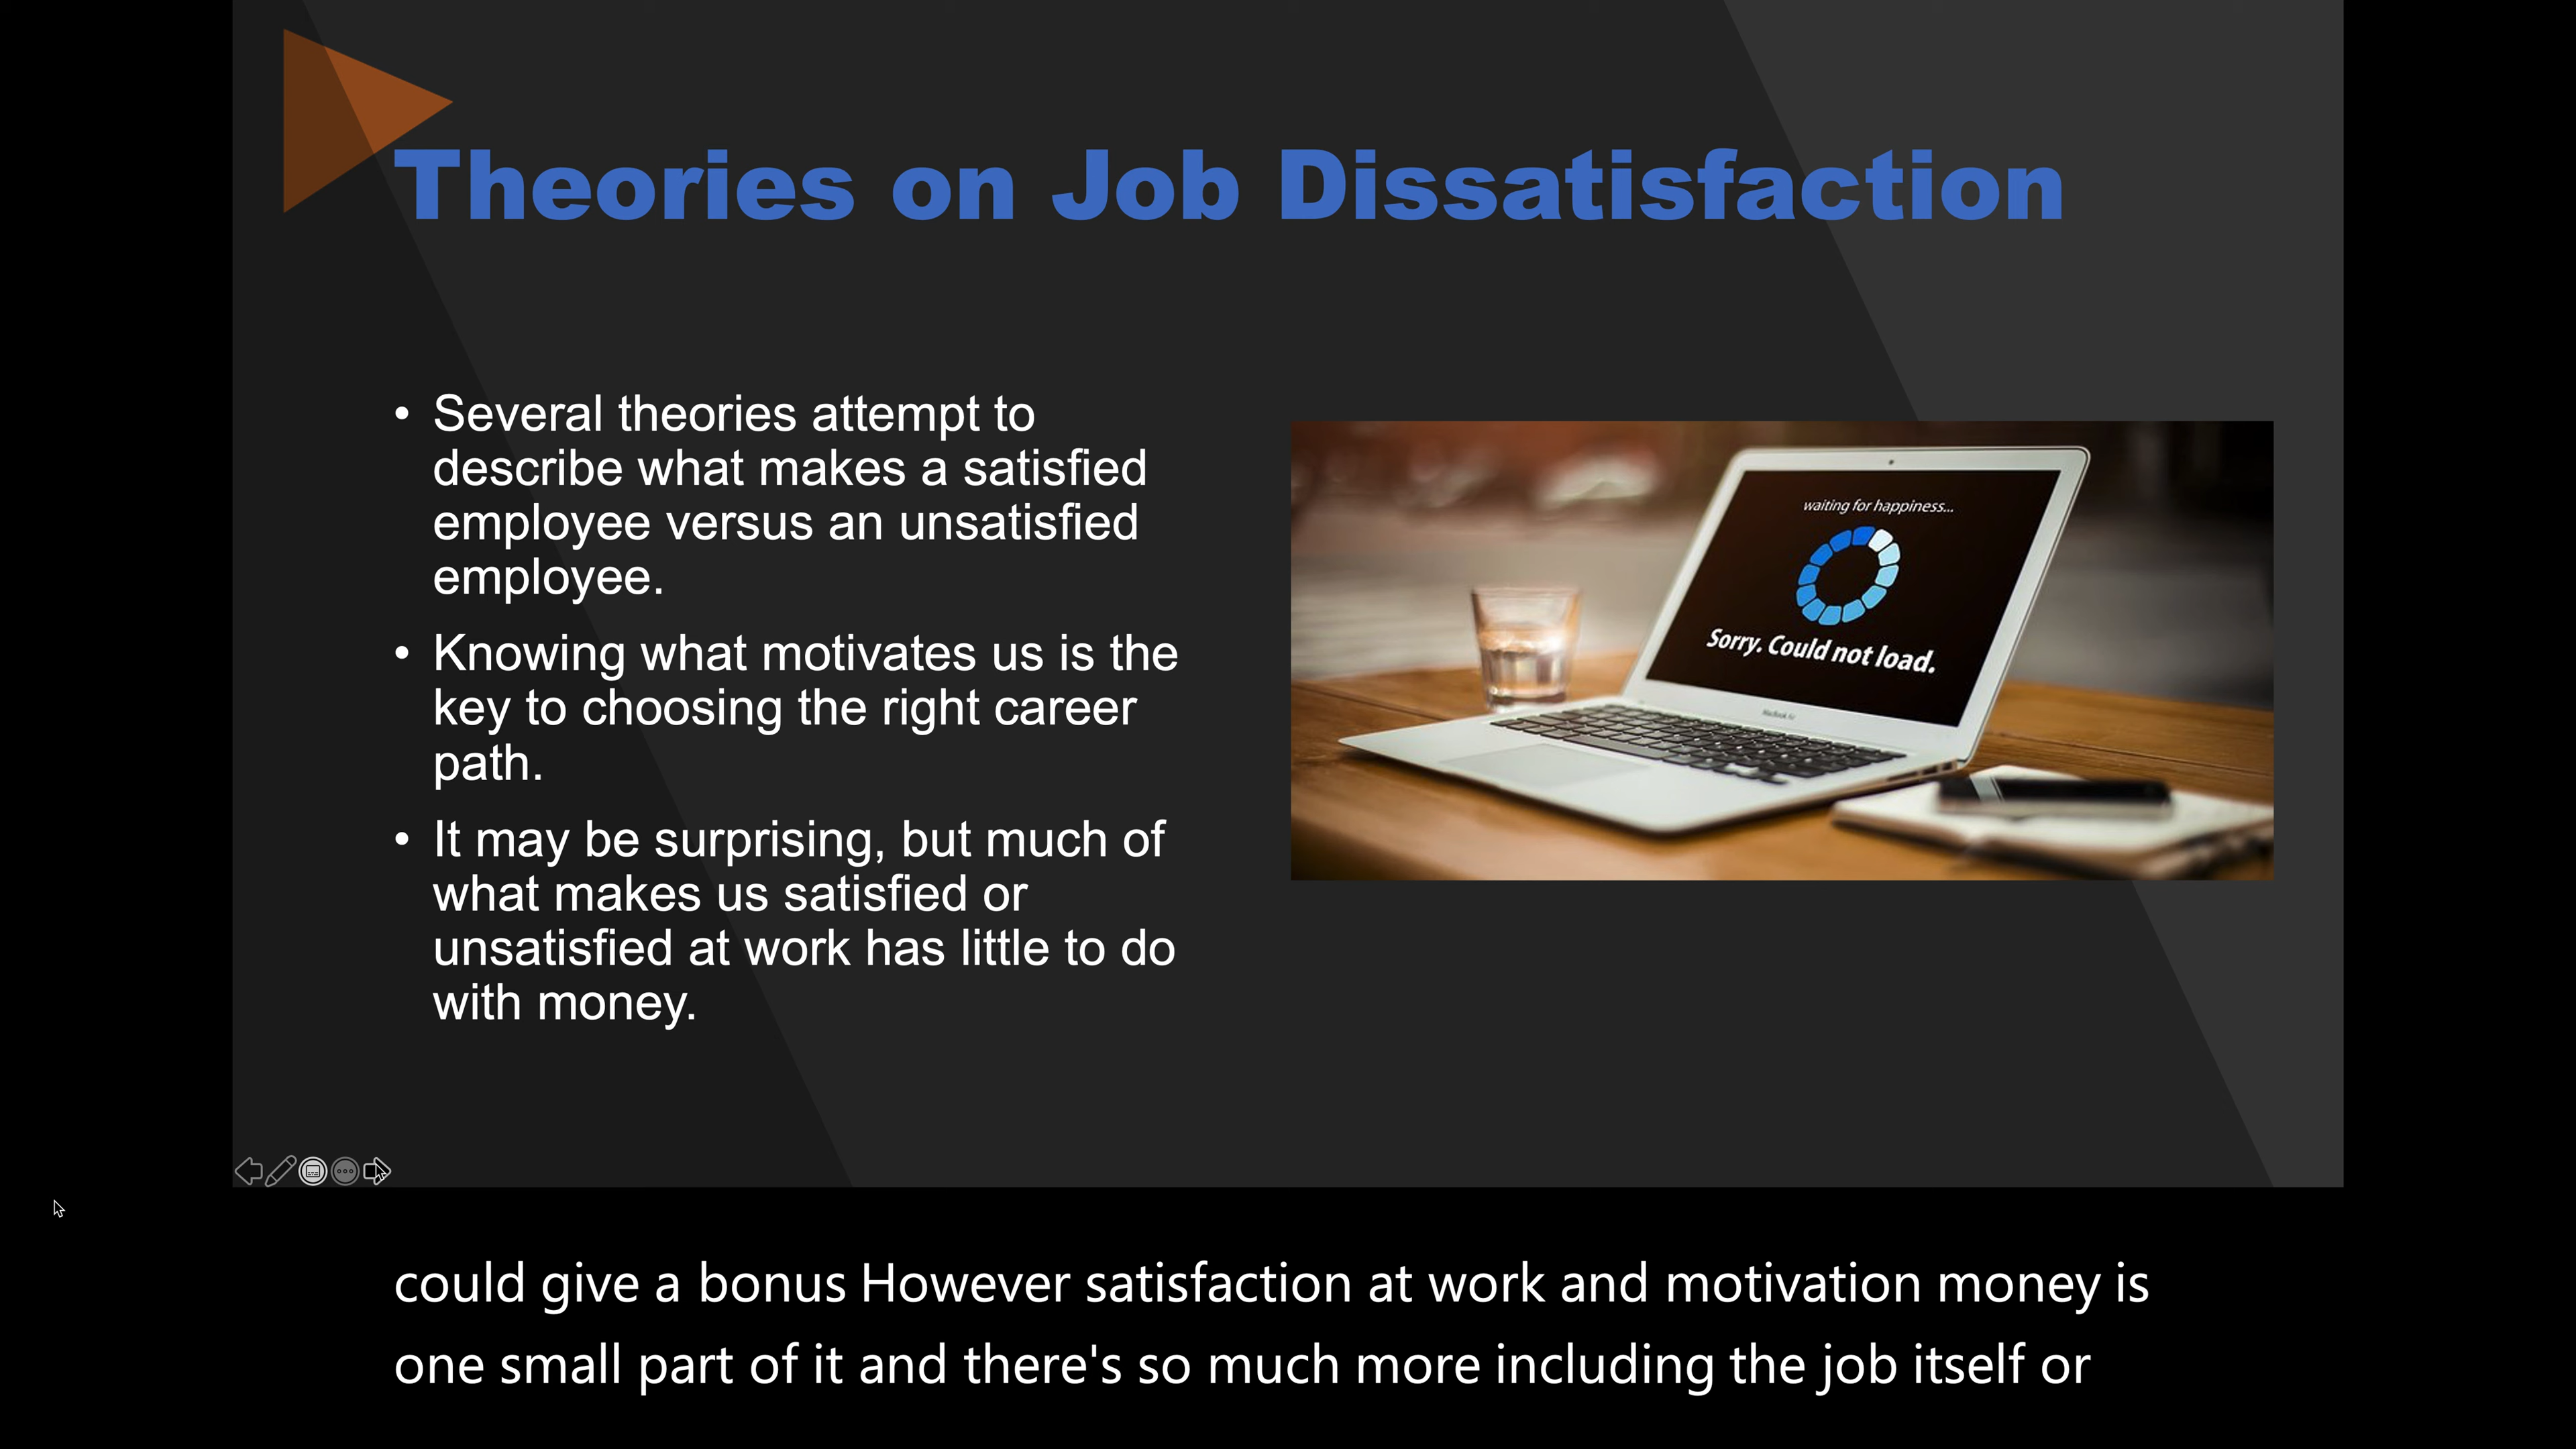 Theories on Job Dissatisfaction
• Several theories attempt to
describe what makes a satisfied
employee versus an unsatisfied
employee.
• Knowing what motivates us is the
key to choosing the right career
path.
• It may be surprising, but much of
what makes us satisfied or
unsatisfied at work has little to do
with money.
waiting for happiness...
Sorry. Could not load.
MacBook Air
could give a bonus However satisfaction at work and motivation money is
one small part of it and there's so much more including the job itself or